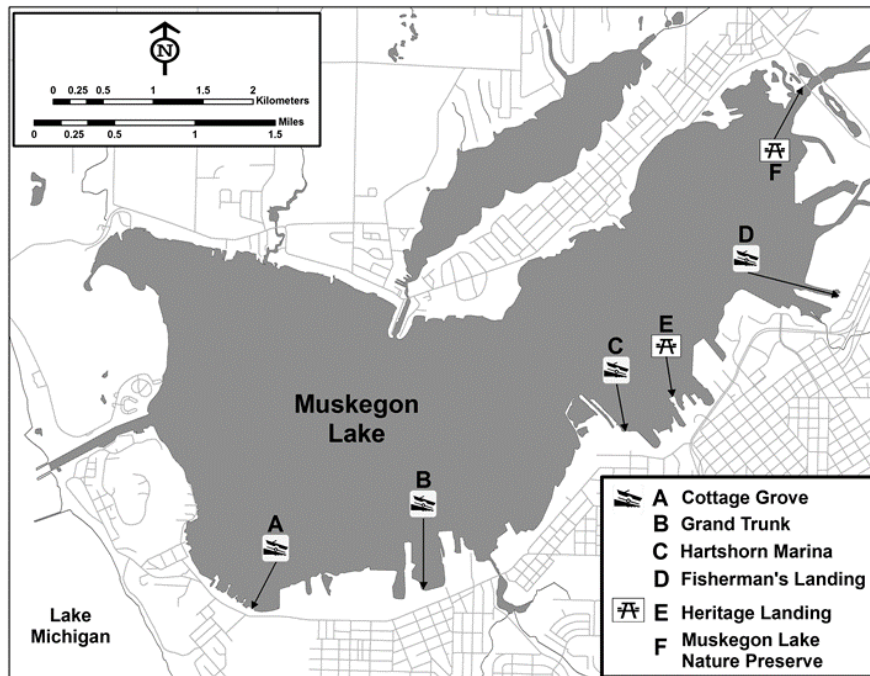 N
0 0.25 0.5 1 1.5 2
Kilometers
Miles
0 0.25 0.5 1 1.5
F
D
E
C
Muskegon
Lake
B
A
Lake
Michigan
A Cottage Grove
B Grand Trunk
C Hartshorn Marina
D Fisherman's Landing
E Heritage Landing
F Muskegon Lake
Nature Preserve